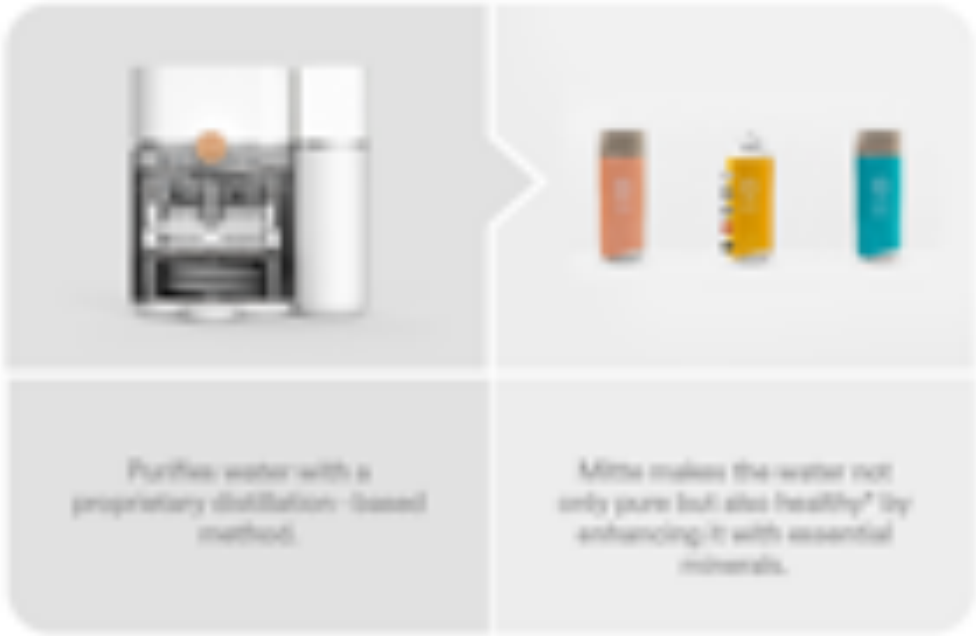 Purifies water with a
proprietary distillation-based
method.
Mitte makes the water not
only pure but also healthy* by
enhancing it with essential
minerals.